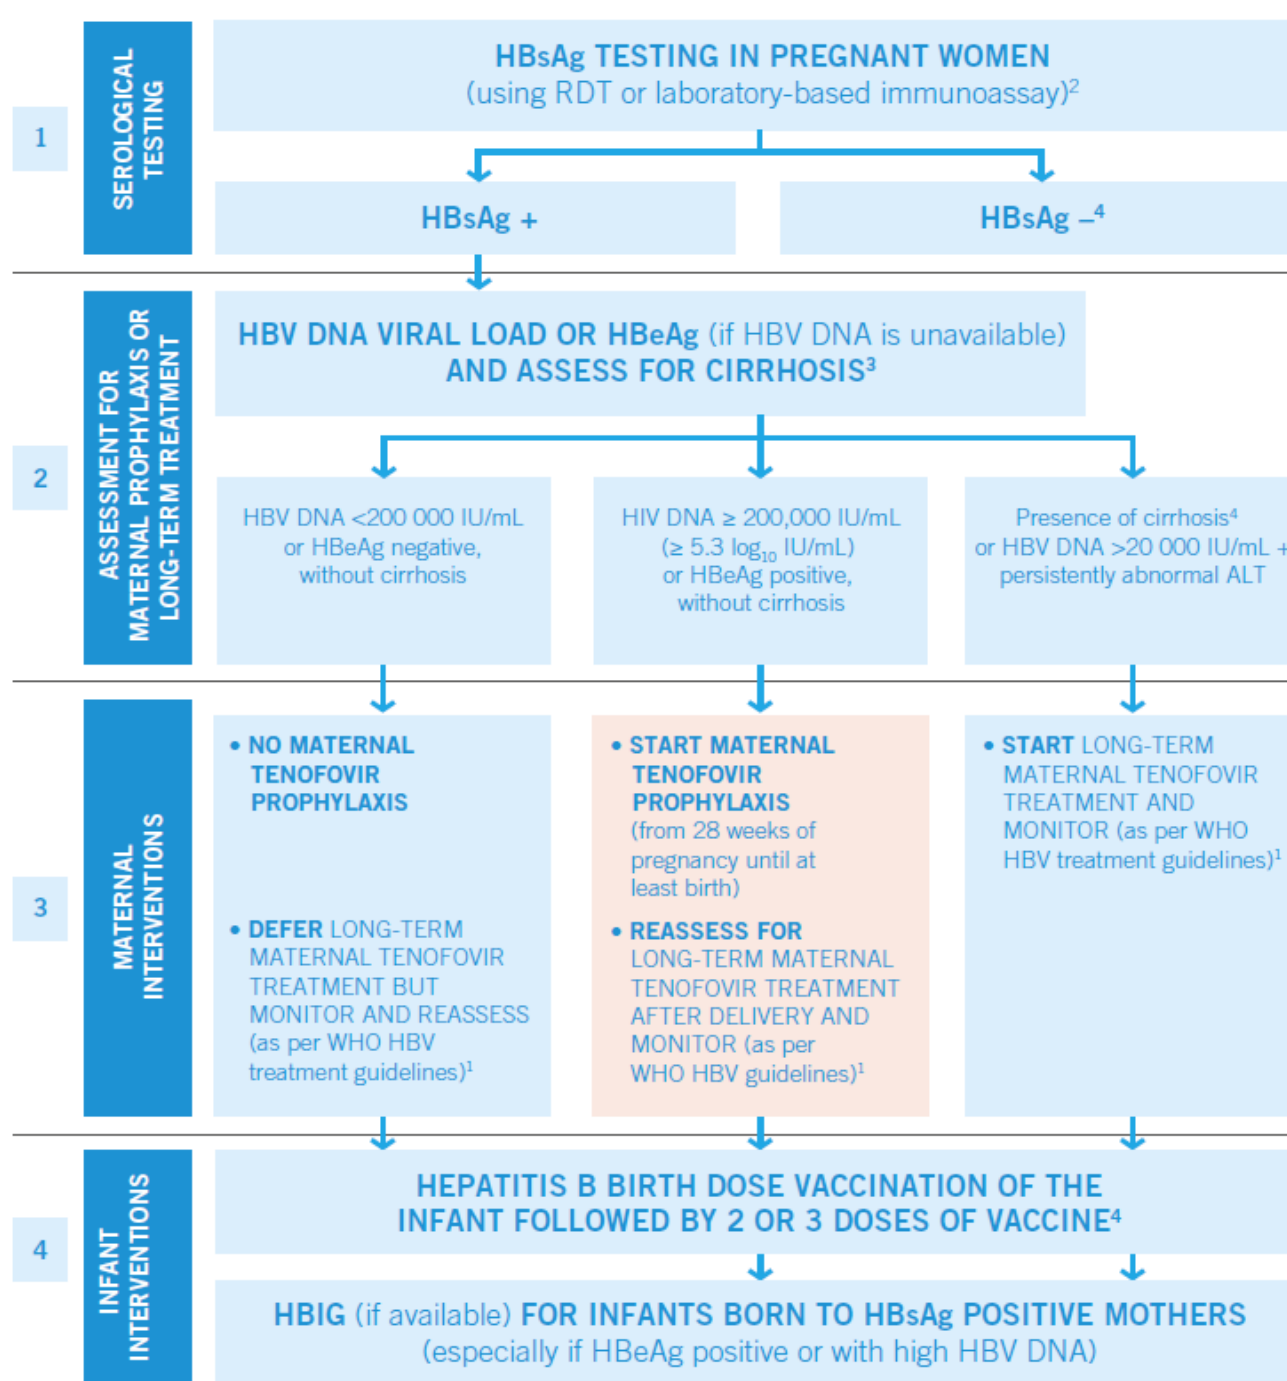 1
SEROLOGICAL
TESTING
HBsAg TESTING IN PREGNANT WOMEN
(using RDT or laboratory-based immunoassay)²
HBsAg +
HBsAg –⁴
2
ASSESSMENT FOR
MATERNAL PROPHYLAXIS OR
LONG-TERM TREATMENT
HBV DNA VIRAL LOAD OR HBeAg (if HBV DNA is unavailable)
AND ASSESS FOR CIRRHOSIS³
HBV DNA <200 000 IU/mL
or HBeAg negative,
without cirrhosis
HIV DNA ≥ 200,000 IU/mL
(≥ 5.3 log₁₀ IU/mL)
or HBeAg positive,
without cirrhosis
Presence of cirrhosis⁴
or HBV DNA >20 000 IU/mL +
persistently abnormal ALT
3
MATERNAL
INTERVENTIONS
• NO MATERNAL
TENOFOVIR
PROPHYLAXIS
• DEFER LONG-TERM
MATERNAL TENOFOVIR
TREATMENT BUT
MONITOR AND REASSESS
(as per WHO HBV
treatment guidelines)¹
• START MATERNAL
TENOFOVIR
PROPHYLAXIS
(from 28 weeks of
pregnancy until at
least birth)
• REASSESS FOR
LONG-TERM MATERNAL
TENOFOVIR TREATMENT
AFTER DELIVERY AND
MONITOR (as per
WHO HBV guidelines)¹
• START LONG-TERM
MATERNAL TENOFOVIR
TREATMENT AND
MONITOR (as per WHO
HBV treatment guidelines)¹
4
INFANT
INTERVENTIONS
HEPATITIS B BIRTH DOSE VACCINATION OF THE
INFANT FOLLOWED BY 2 OR 3 DOSES OF VACCINE⁴
HBIG (if available) FOR INFANTS BORN TO HBsAg POSITIVE MOTHERS
(especially if HBeAg positive or with high HBV DNA)